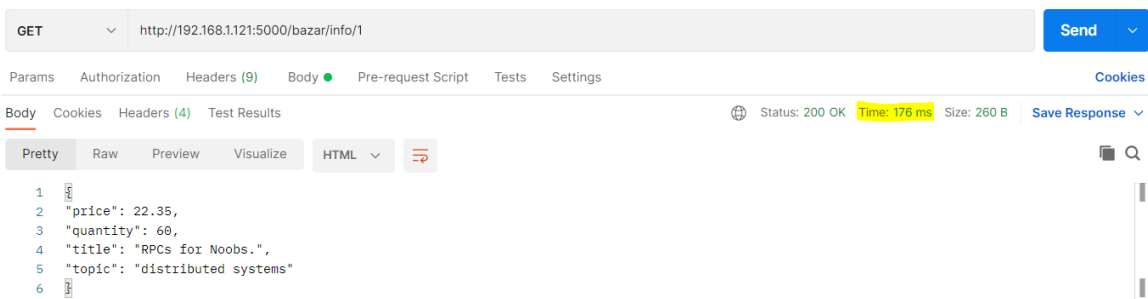 GET http://192.168.1.121:5000/bazar/info/1 Send
Params Authorization Headers (9) Body Pre-request Script Tests Settings Cookies
Body Cookies Headers (4) Test Results Status: 200 OK Time: 176 ms Size: 260 B Save Response
Pretty Raw Preview Visualize HTML
1 {
2 "price": 22.35,
3 "quantity": 60,
4 "title": "RPCs for Noobs.",
5 "topic": "distributed systems"
6 }